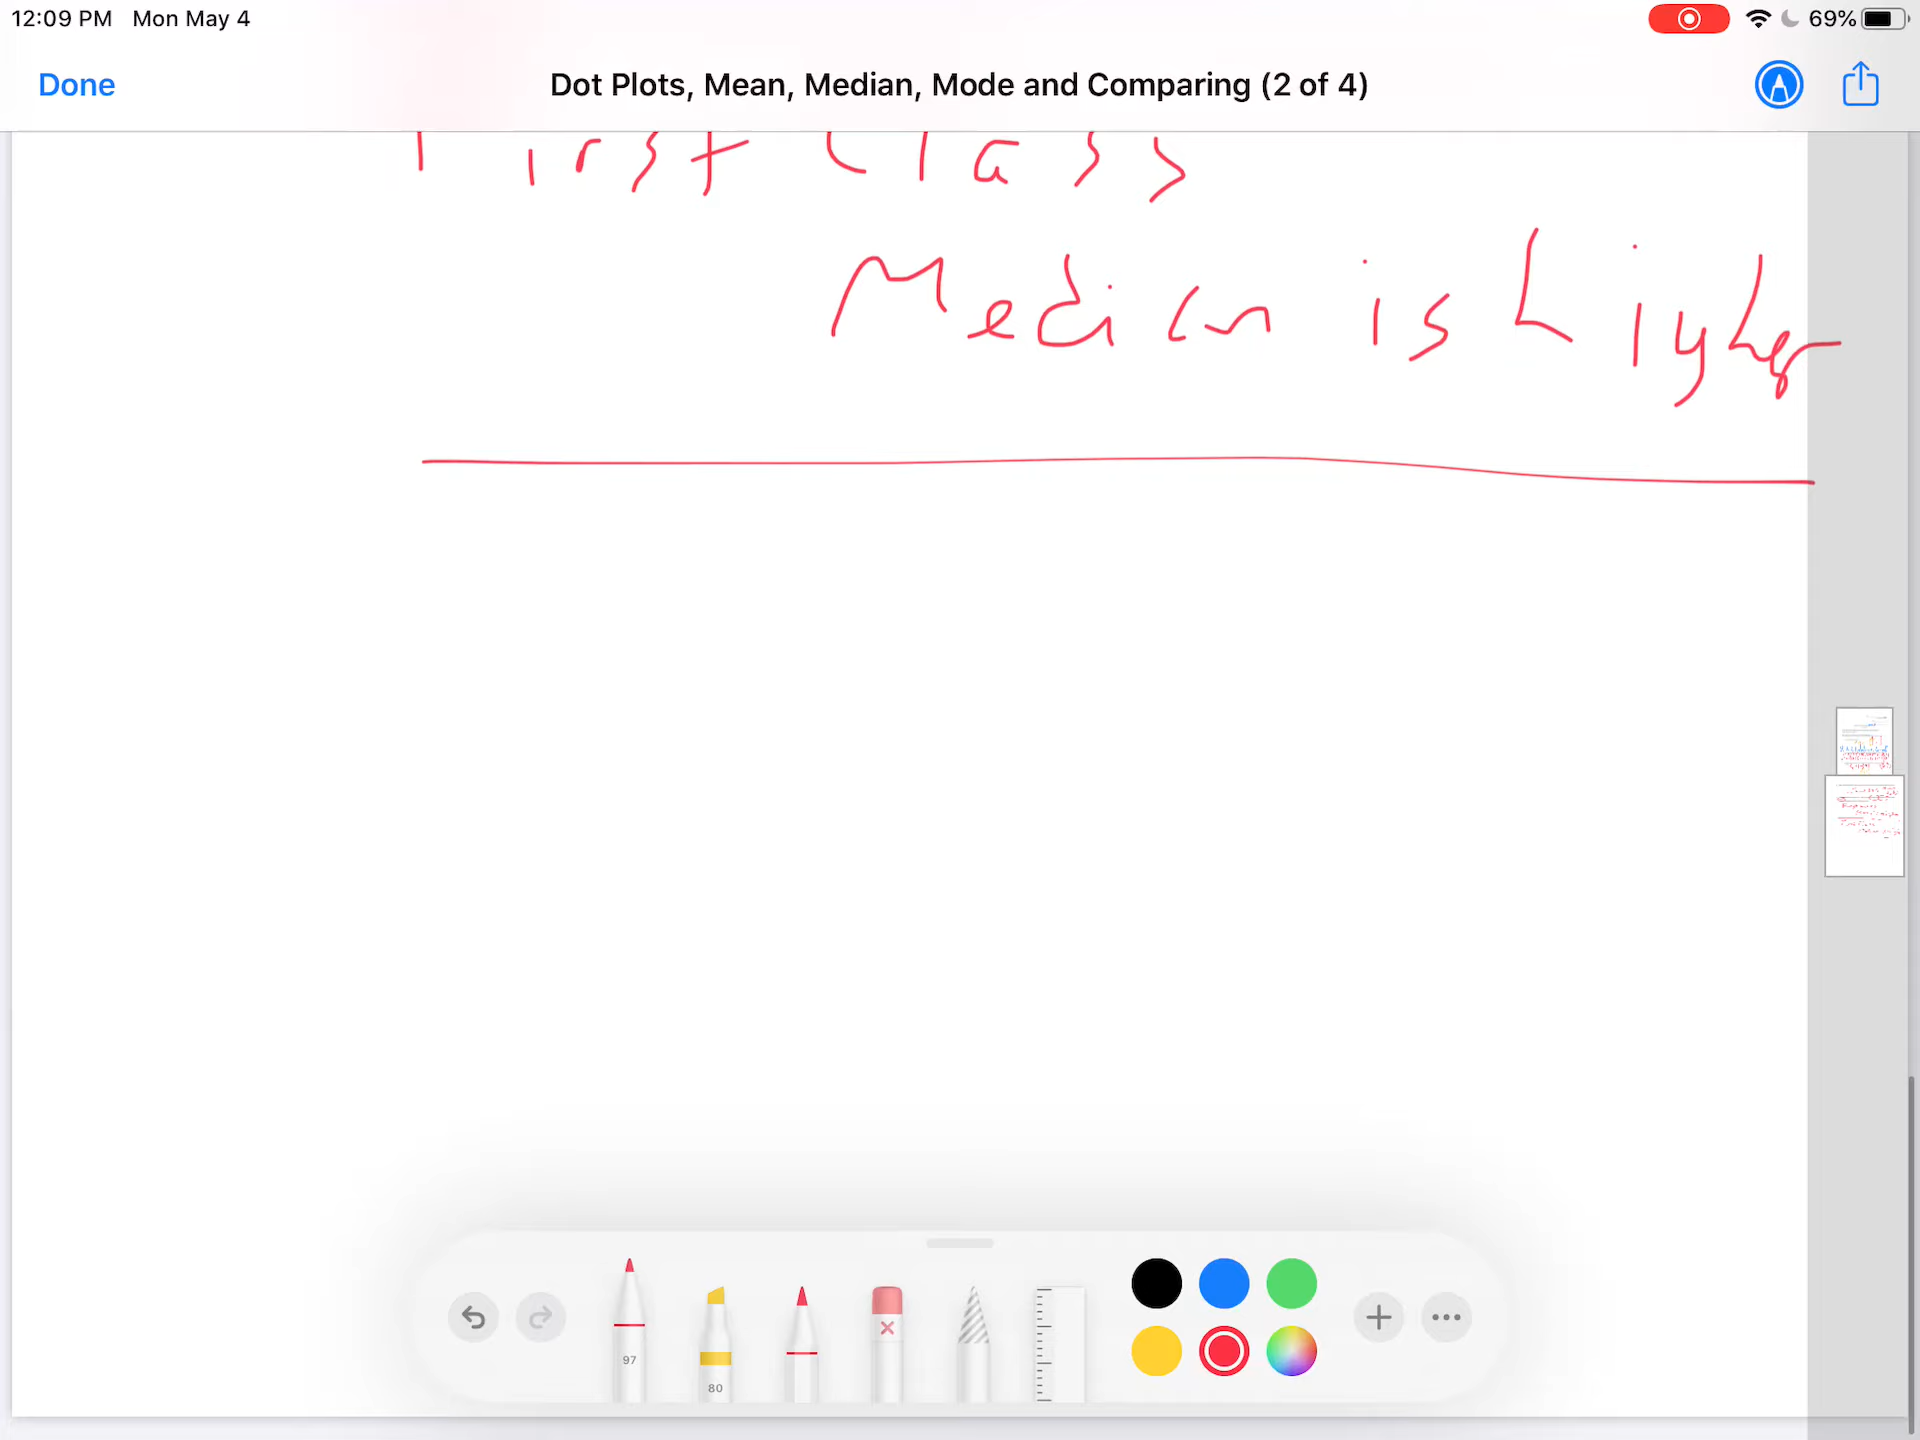 12:09 PM Mon May 4 69%
Done Dot Plots, Mean, Median, Mode and Comparing (2 of 4)
First Class
Median is higher
97
80